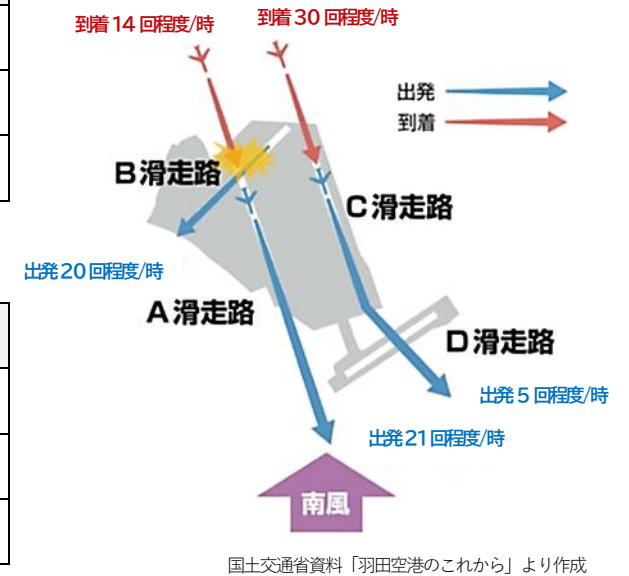 到着14回程度/時
到着30回程度/時
出発
到着
B滑走路
C滑走路
出発20回程度/時
A滑走路
D滑走路
出発5回程度/時
出発21回程度/時
南風
国土交通省資料「羽田空港のこれから」より作成